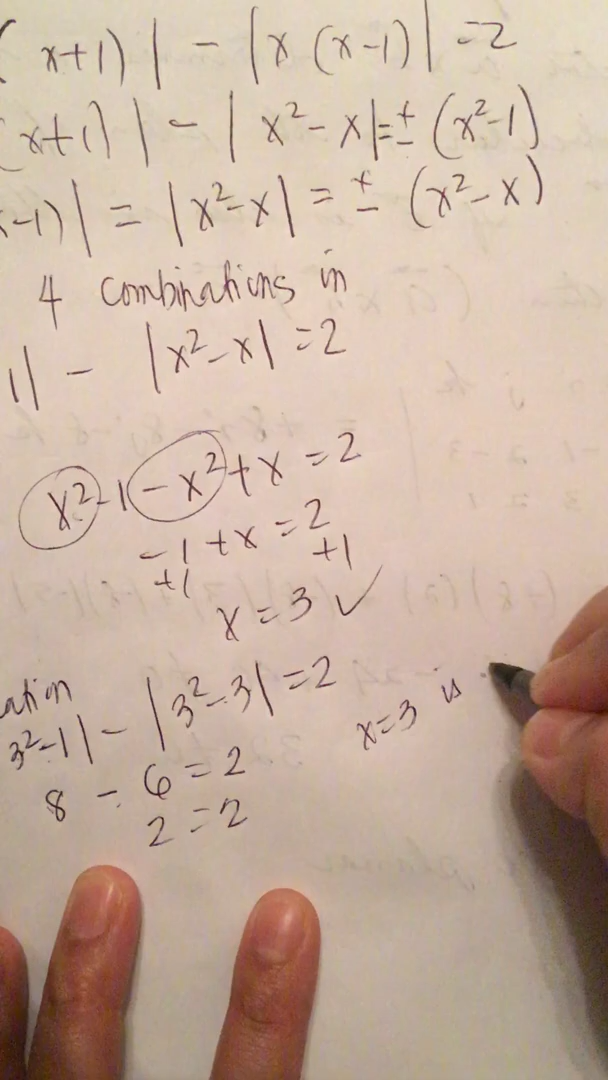 ( x+1)| - |x (x-1)| =2
(x+1)| - | x²-x|=± (x²-1)
x-1)| = |x²-x| = ± (x²-x)
4 combinations in
1| - |x²-x| =2
x²-1-x²+x =2
-1 +x =2
+1 +1
x =3 ✓
3²-1| - |3²-3| =2
x=3 is
8 - 6 =2
2 =2